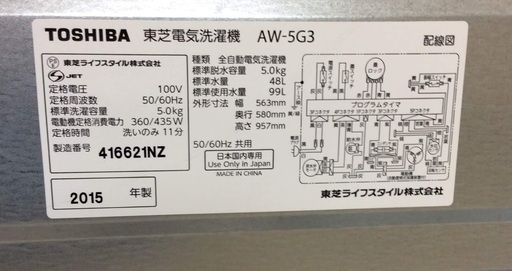 TOSHIBA 東芝電気洗濯機 AW-5G3 配線図
東芝ライフスタイル株式会社
JET
定格電圧 100V
定格周波数 50/60Hz
標準洗濯容量 5.0kg
電動機定格消費電力 360/435W
定格時間 洗いのみ 11分
製造番号 416621NZ
2015 年製
種類 全自動電気洗濯機
標準脱水容量 5.0kg
標準水量 48L
標準使用水量 99L
外形寸法 幅 563mm
奥行 580mm
高さ 957mm
50/60Hz 共用
日本国内専用
Use Only in Japan
MADE IN CHINA
プログラムタイマ
東芝ライフスタイル株式会社